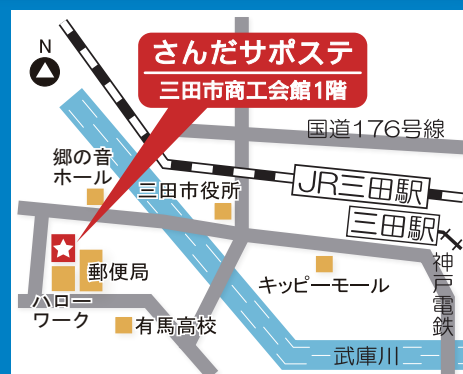 N
さんだサポステ
三田市商工会館1階
国道176号線
郷の音
ホール
三田市役所
JR三田駅
三田駅
神戸電鉄
郵便局
キッピーモール
ハロー
ワーク
有馬高校
武庫川